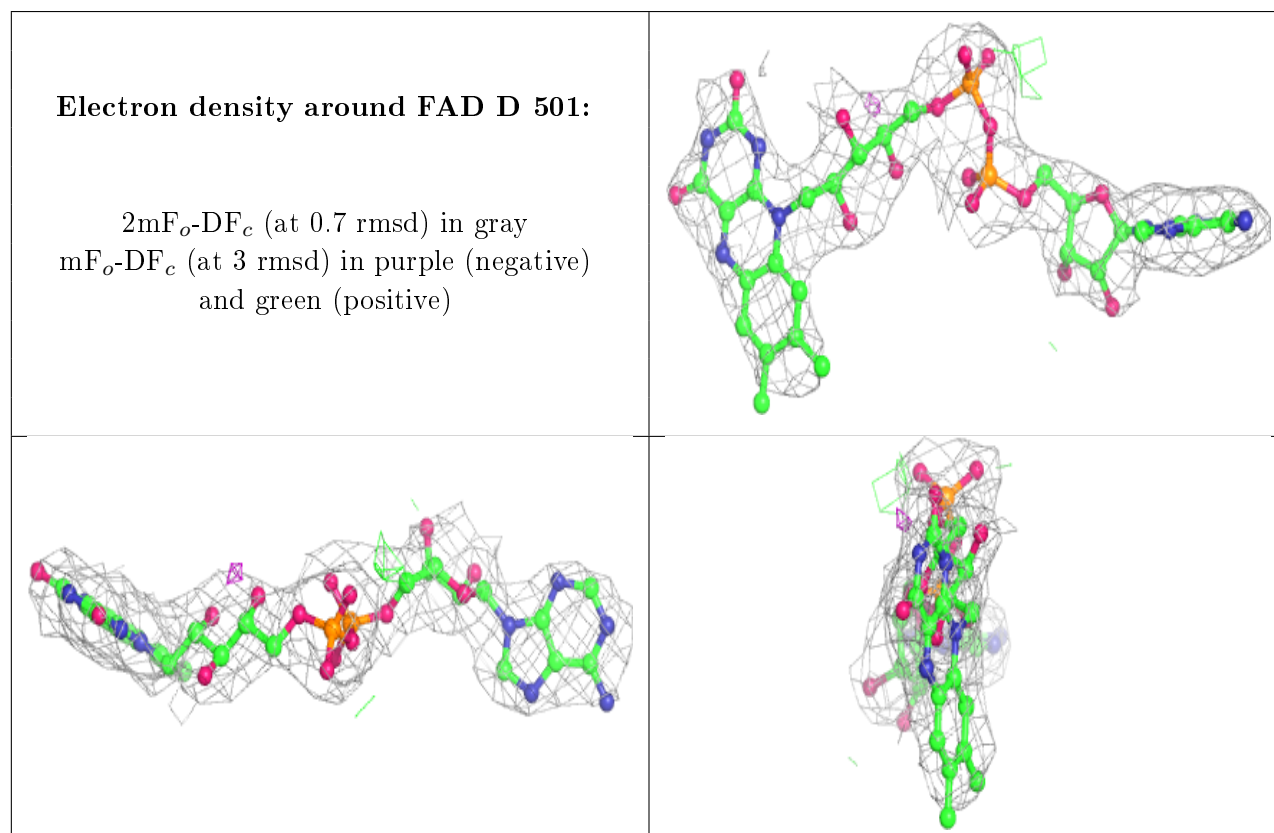 Electron density around FAD D 501:
2mFₒ-DF𝒸 (at 0.7 rmsd) in gray
mFₒ-DF𝒸 (at 3 rmsd) in purple (negative)
and green (positive)